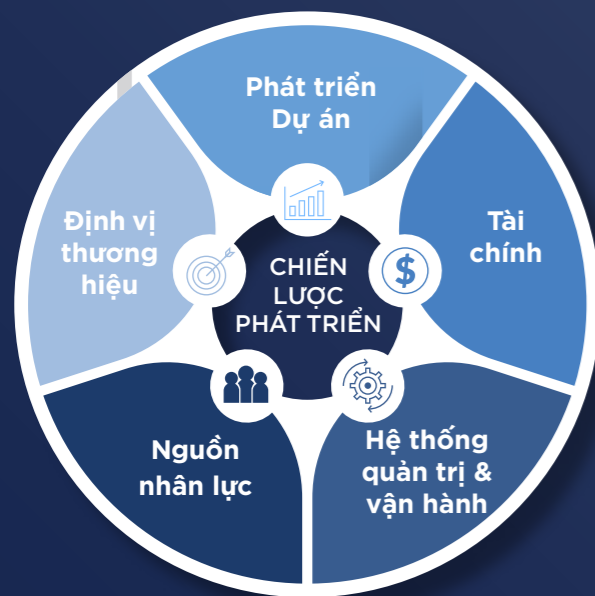 Phát triển
Dự án
Định vị
thương
hiệu
Tài
chính
$
CHIẾN
LƯỢC
PHÁT TRIỂN
Nguồn
nhân lực
Hệ thống
quản trị &
vận hành